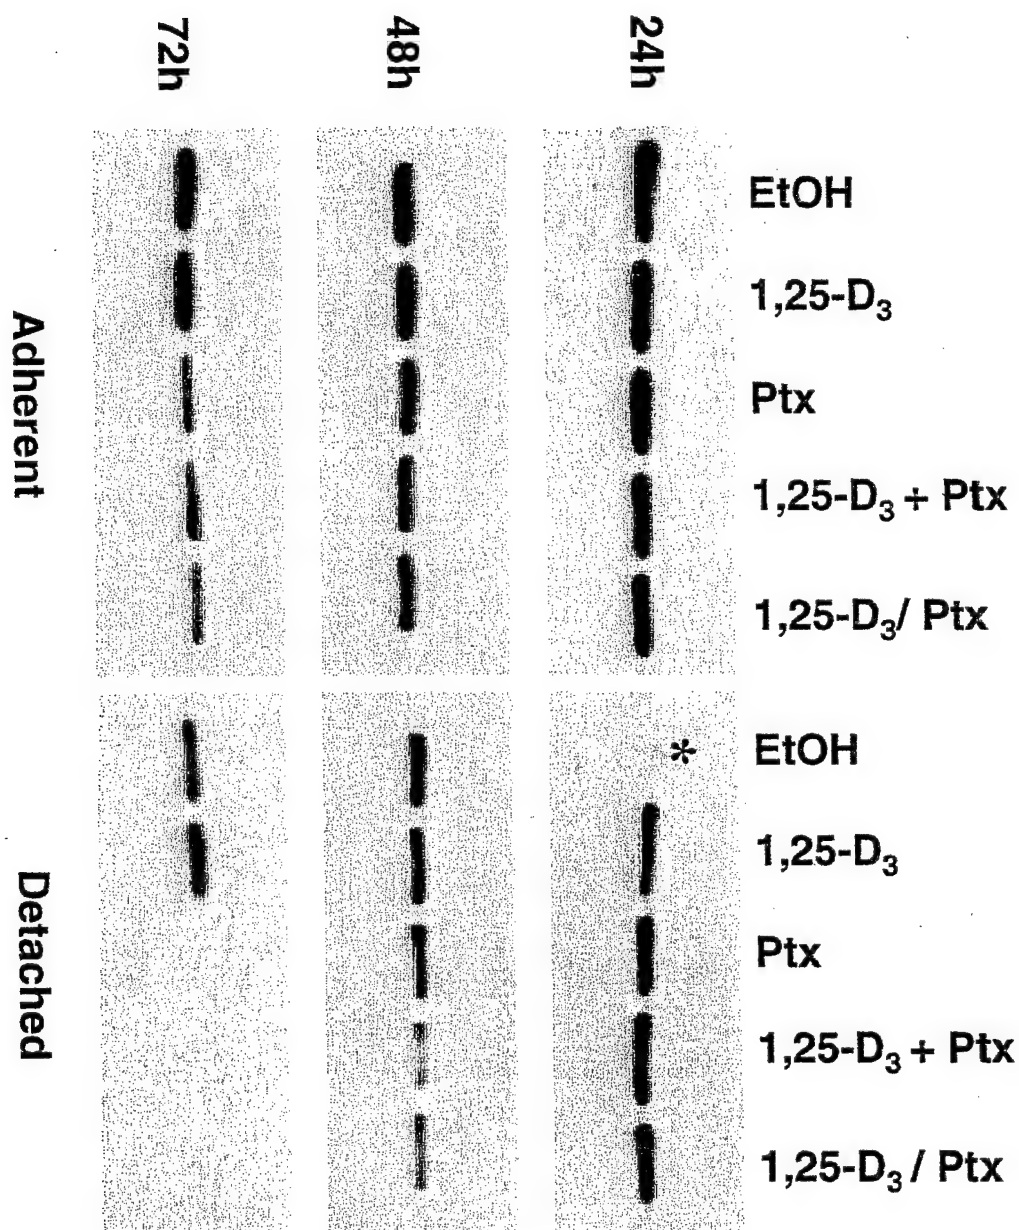 72h
48h
24h
EtOH
1,25-D₃
Ptx
1,25-D₃ + Ptx
1,25-D₃/ Ptx
Adherent
*
EtOH
1,25-D₃
Ptx
1,25-D₃ + Ptx
1,25-D₃ / Ptx
Detached